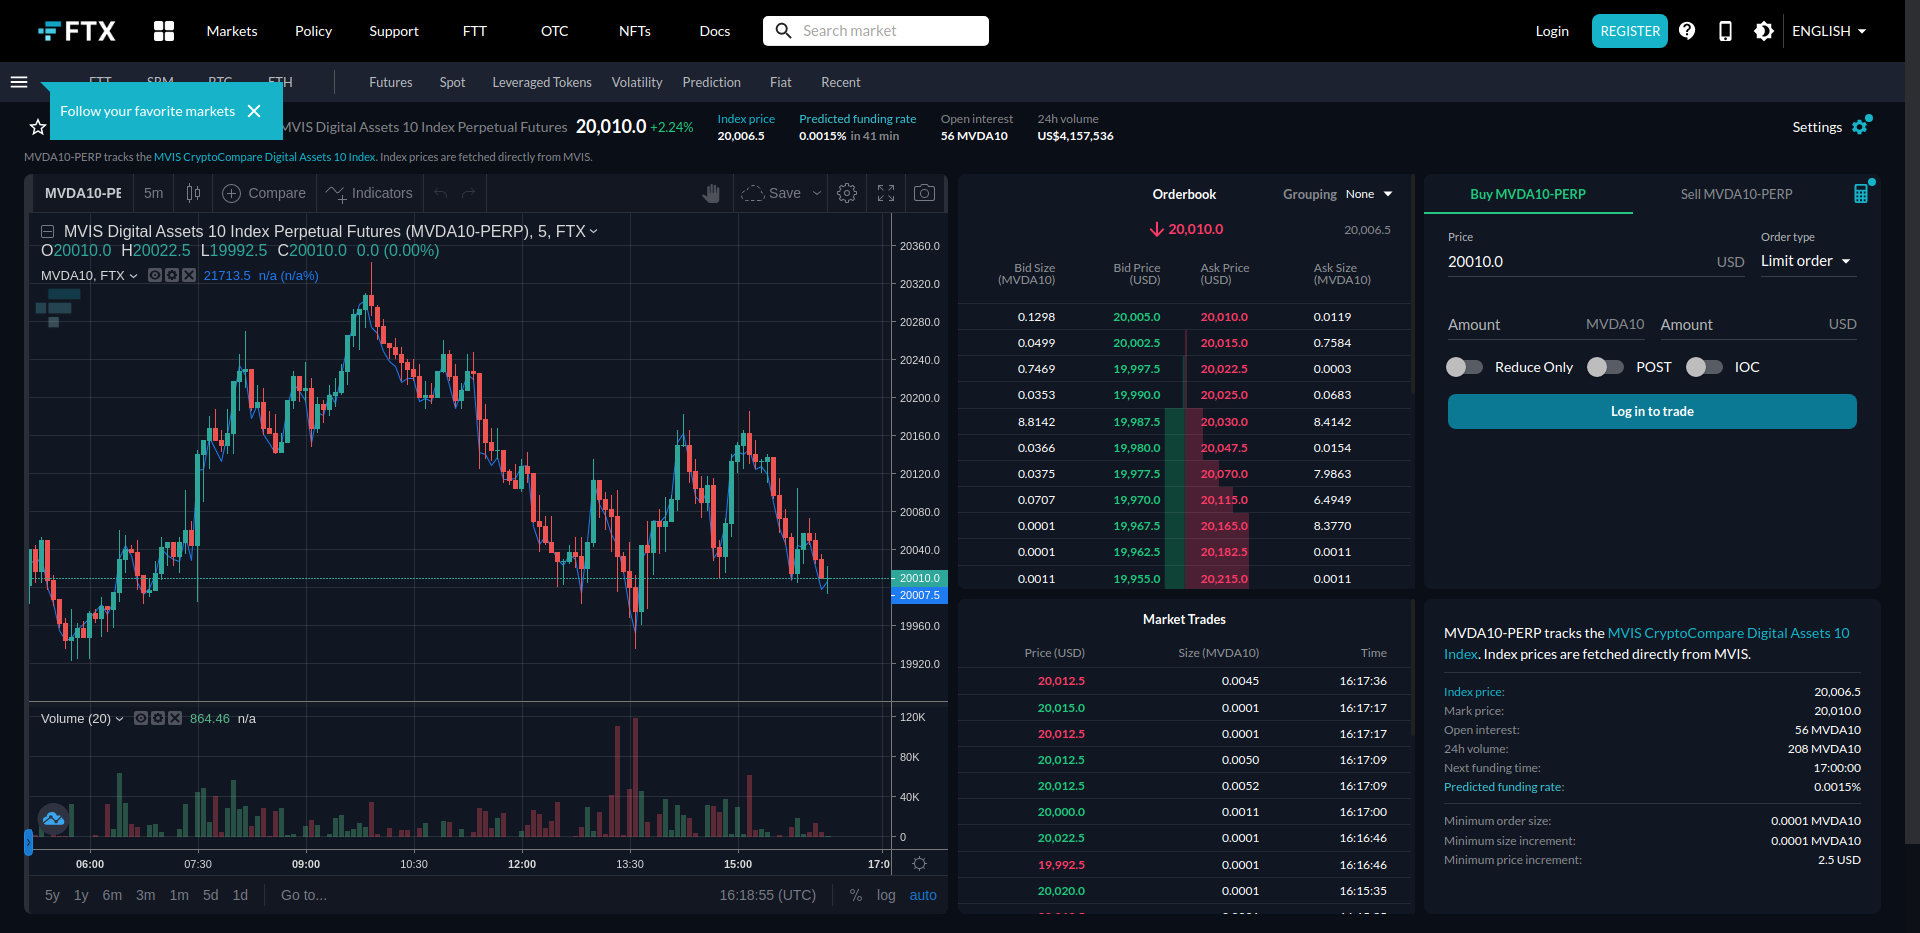 FTX Markets Policy Support FTT OTC NFTs Docs Search market Login REGISTER ENGLISH
FTT SRM BTC ETH Futures Spot Leveraged Tokens Volatility Prediction Fiat Recent
Follow your favorite markets
MVIS Digital Assets 10 Index Perpetual Futures 20,010.0 +2.24%
Index price 20,006.5
Predicted funding rate 0.0015% in 41 min
Open interest 56 MVDA10
24h volume US$4,157,536
Settings
MVDA10-PERP tracks the MVIS CryptoCompare Digital Assets 10 Index. Index prices are fetched directly from MVIS.
MVDA10-PE 5m Compare Indicators Save
MVIS Digital Assets 10 Index Perpetual Futures (MVDA10-PERP), 5, FTX
O20010.0 H20022.5 L19992.5 C20010.0 0.0 (0.00%)
MVDA10, FTX 21713.5 n/a (n/a%)
20360.0
20320.0
20280.0
20240.0
20200.0
20160.0
20120.0
20080.0
20040.0
20010.0
20007.5
19960.0
19920.0
Volume (20) 864.46 n/a
120K
80K
40K
0
06:00 07:30 09:00 10:30 12:00 13:30 15:00 17:0
5y 1y 6m 3m 1m 5d 1d Go to... 16:18:55 (UTC) % log auto
Orderbook Grouping None
20,010.0 20,006.5
Bid Size (MVDA10) Bid Price (USD) Ask Price (USD) Ask Size (MVDA10)
0.1298 20,005.0 20,010.0 0.0119
0.0499 20,002.5 20,015.0 0.7584
0.7469 19,997.5 20,022.5 0.0003
0.0353 19,990.0 20,025.0 0.0683
8.8142 19,987.5 20,030.0 8.4142
0.0366 19,980.0 20,047.5 0.0154
0.0375 19,977.5 20,070.0 7.9863
0.0707 19,970.0 20,115.0 6.4949
0.0001 19,967.5 20,165.0 8.3770
0.0001 19,962.5 20,182.5 0.0011
0.0011 19,955.0 20,215.0 0.0011
Market Trades
Price (USD) Size (MVDA10) Time
20,012.5 0.0045 16:17:36
20,015.0 0.0001 16:17:17
20,012.5 0.0001 16:17:17
20,012.5 0.0050 16:17:09
20,012.5 0.0052 16:17:09
20,000.0 0.0011 16:17:00
20,022.5 0.0001 16:16:46
19,992.5 0.0001 16:16:46
20,020.0 0.0001 16:15:35
Buy MVDA10-PERP Sell MVDA10-PERP
Price Order type
20010.0 USD Limit order
Amount MVDA10 Amount USD
Reduce Only POST IOC
Log in to trade
MVDA10-PERP tracks the MVIS CryptoCompare Digital Assets 10
Index. Index prices are fetched directly from MVIS.
Index price: 20,006.5
Mark price: 20,010.0
Open interest: 56 MVDA10
24h volume: 208 MVDA10
Next funding time: 17:00:00
Predicted funding rate: 0.0015%
Minimum order size: 0.0001 MVDA10
Minimum size increment: 0.0001 MVDA10
Minimum price increment: 2.5 USD